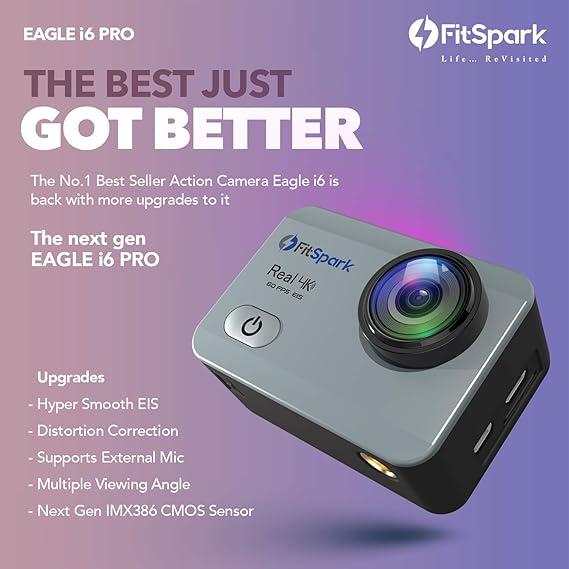 EAGLE i6 PRO
FitSpark
Life... ReVisited
THE BEST JUST
GOT BETTER
The No.1 Best Seller Action Camera Eagle i6 is
back with more upgrades to it
The next gen
EAGLE i6 PRO
FitSpark
Real 4K
60 FPS EIS
Upgrades
- Hyper Smooth EIS
- Distortion Correction
- Supports External Mic
- Multiple Viewing Angle
- Next Gen IMX386 CMOS Sensor